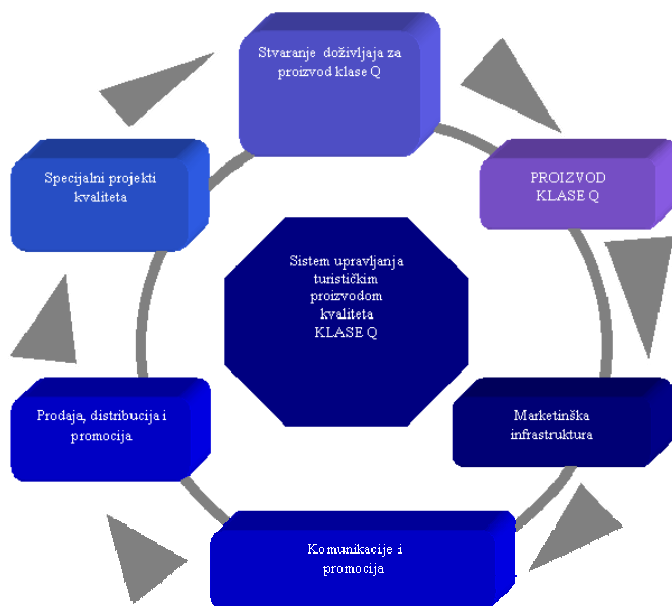 Stvaranje doživljaja za
proizvod klase Q
Specijalni projekti
kvaliteta
PROIZVOD
KLASE Q
Sistem upravljanja
turističkim
proizvodom
kvaliteta
KLASE Q
Prodaja, distribucija i
promocija.
Marketinška
infrastruktura
Komunikacije i
promocija